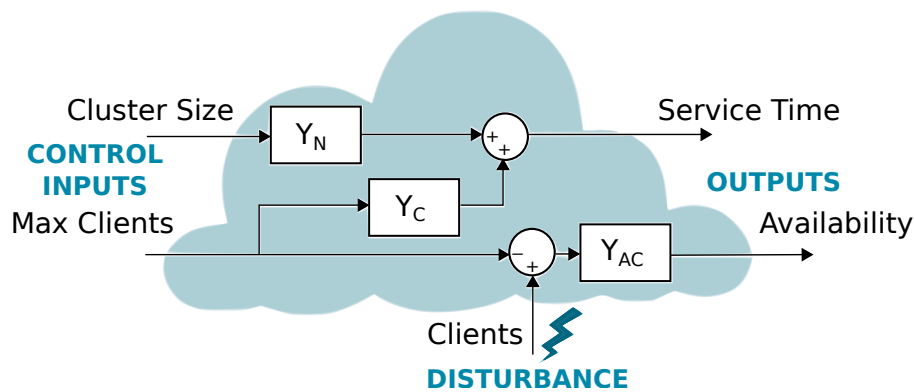 Cluster Size
Service Time
Y_N
+
+
CONTROL
INPUTS
OUTPUTS
Max Clients
Y_C
Availability
−
+
Y_AC
Clients
DISTURBANCE